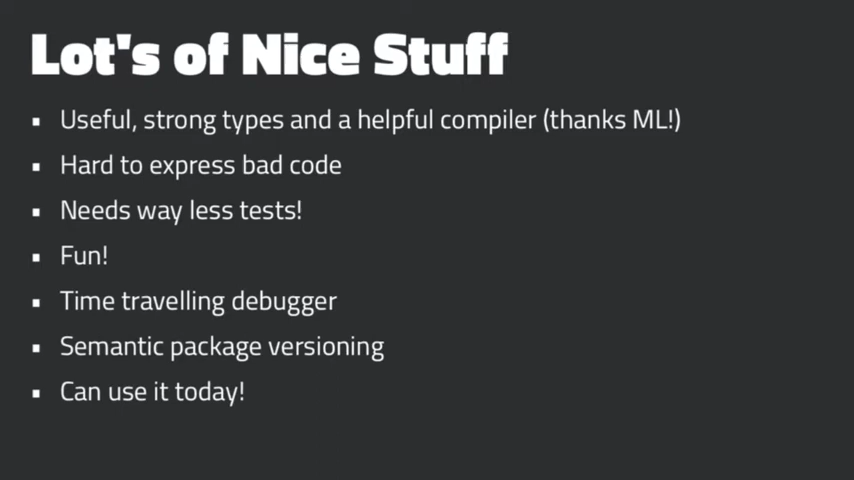 Lot's of Nice Stuff
▪ Useful, strong types and a helpful compiler (thanks ML!)
▪ Hard to express bad code
▪ Needs way less tests!
▪ Fun!
▪ Time travelling debugger
▪ Semantic package versioning
▪ Can use it today!